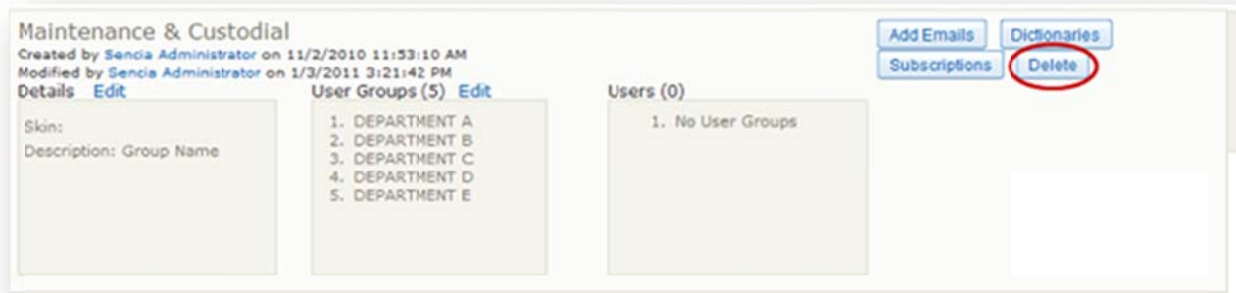 Maintenance & Custodial
Created by Sencia Administrator on 11/2/2010 11:53:10 AM
Modified by Sencia Administrator on 1/3/2011 3:21:42 PM
Add Emails Dictionaries
Subscriptions Delete
Details Edit
Skin:
Description: Group Name
User Groups (5) Edit
1. DEPARTMENT A
2. DEPARTMENT B
3. DEPARTMENT C
4. DEPARTMENT D
5. DEPARTMENT E
Users (0)
1. No User Groups